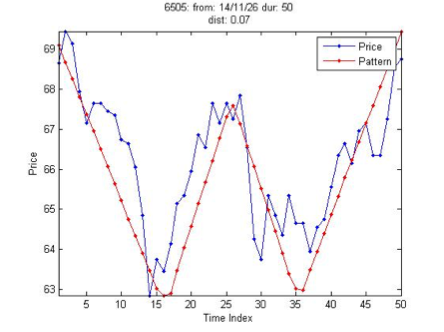 6505: from: 14/11/26 dur: 50
dist: 0.07
Price
Pattern
69
68
67
66
65
64
63
Price
5 10 15 20 25 30 35 40 45 50
Time Index